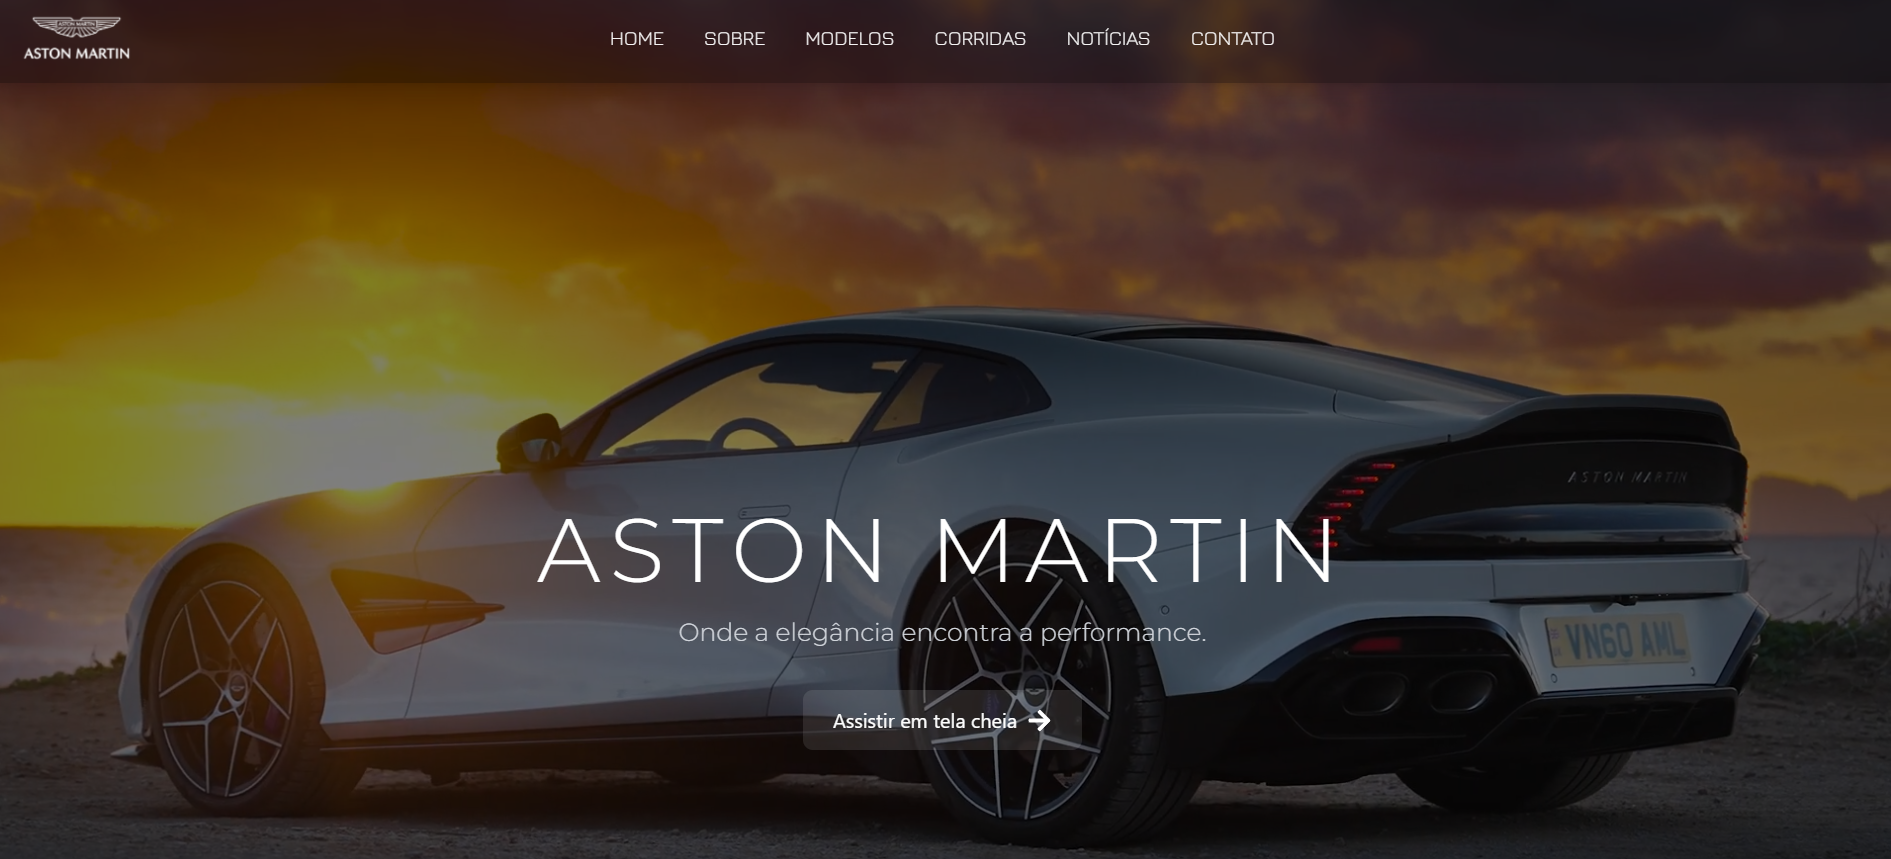 ASTON MARTIN
ASTON MARTIN
HOME SOBRE MODELOS CORRIDAS NOTÍCIAS CONTATO
ASTON MARTIN
ASTON MARTIN
Onde a elegância encontra a performance.
VN60 AML
Assistir em tela cheia